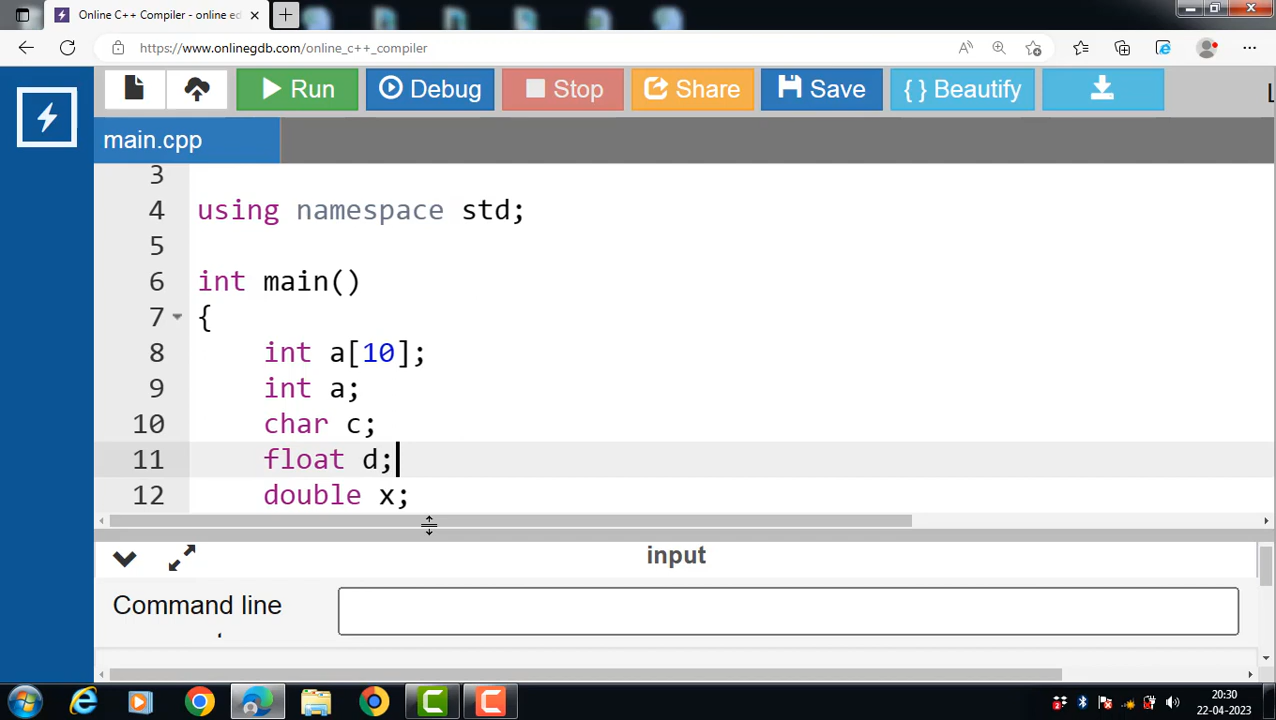 Online C++ Compiler - online ed
https://www.onlinegdb.com/online_c++_compiler
Run
Debug
Stop
Share
Save
{ } Beautify
main.cpp
3
4 using namespace std;
5
6 int main()
7 {
8 int a[10];
9 int a;
10 char c;
11 float d;
12 double x;
input
Command line
20:30
22-04-2023